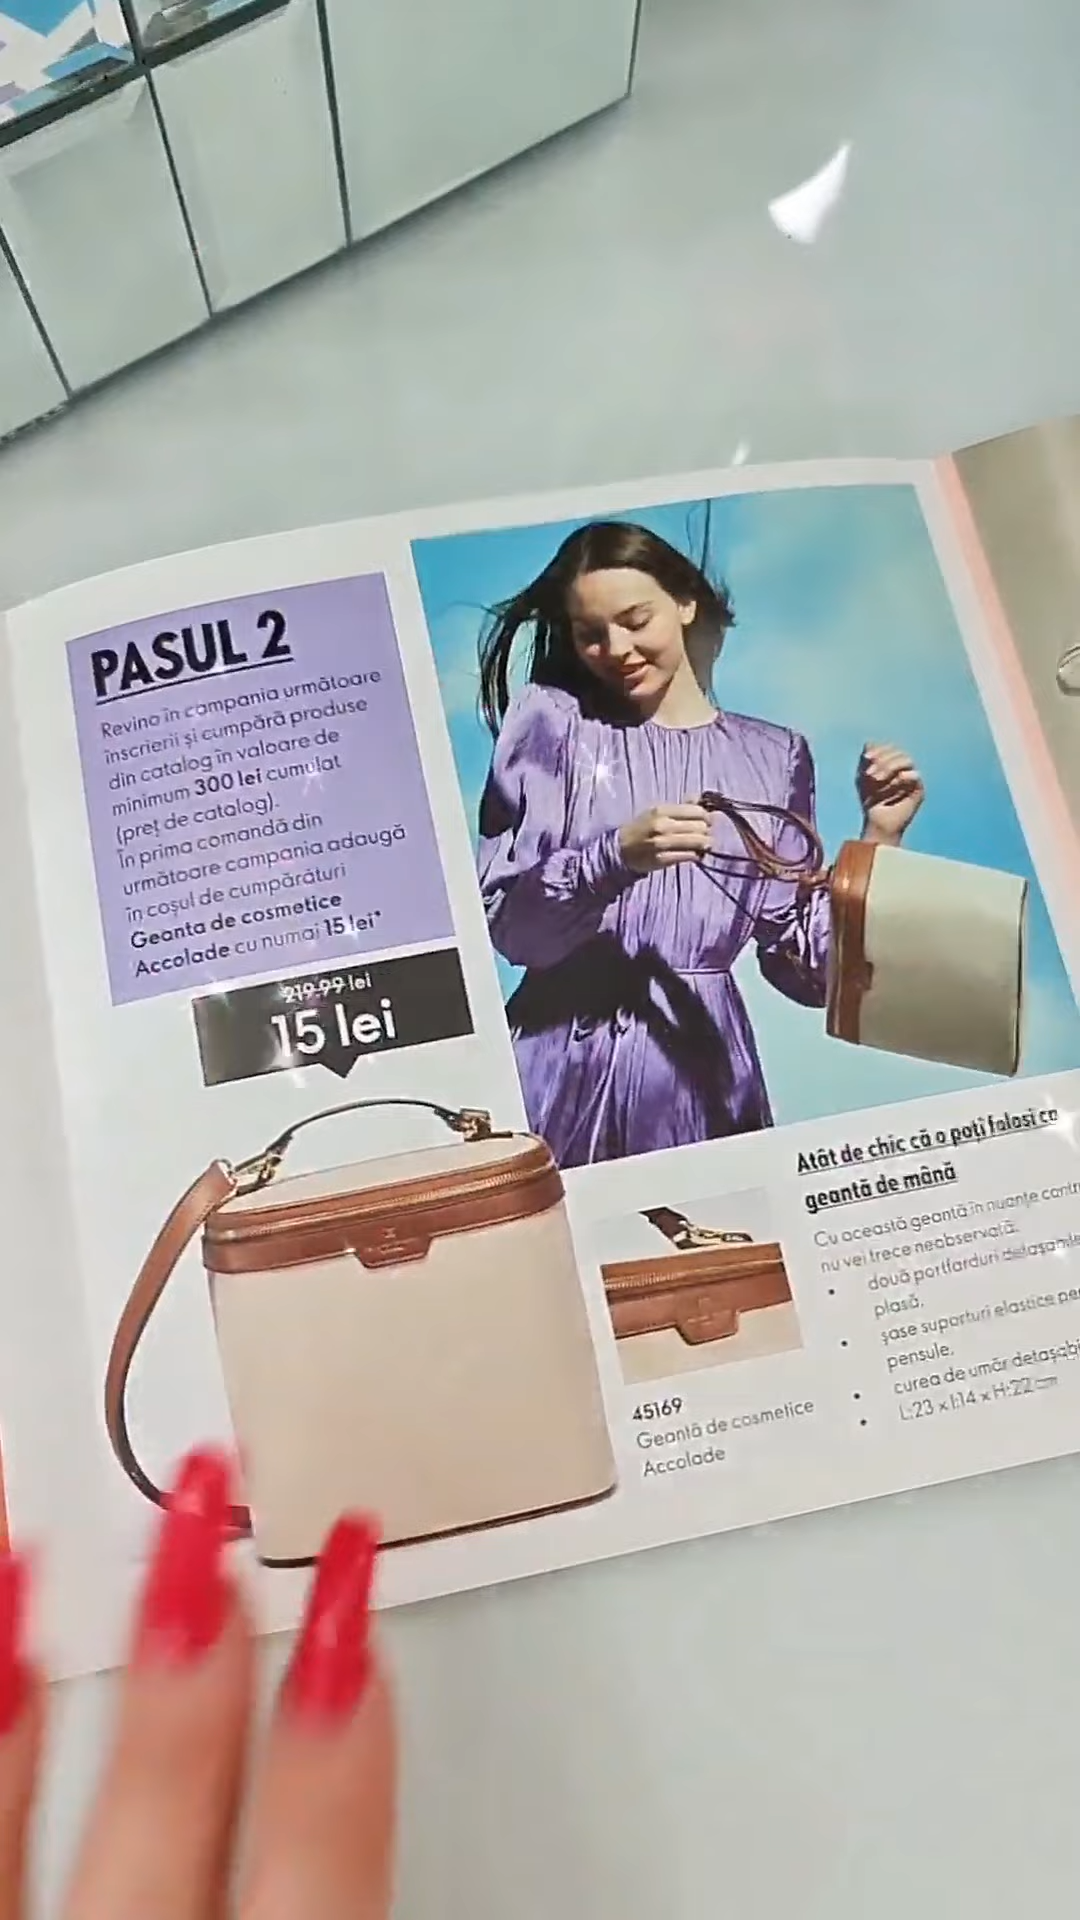 PASUL 2
Revino în campania următoare
înscrierii și cumpără produse
din catalog în valoare de
minimum 300 lei cumulat
(preț de catalog).
În prima comandă din
următoare campania adaugă
în coșul de cumpărături
Geanta de cosmetice
Accolade cu numai 15 lei*
219.99 lei
15 lei
Atât de chic că o poți folosi ca
geantă de mână
Cu această geantă în nuanțe
nu vei trece neobservată:
• două portfarduri
plasă,
• șase suporturi elastice
pensule,
• curea de umăr
• L:23 x l:14 x H:22 cm
45169
Geantă de cosmetice
Accolade